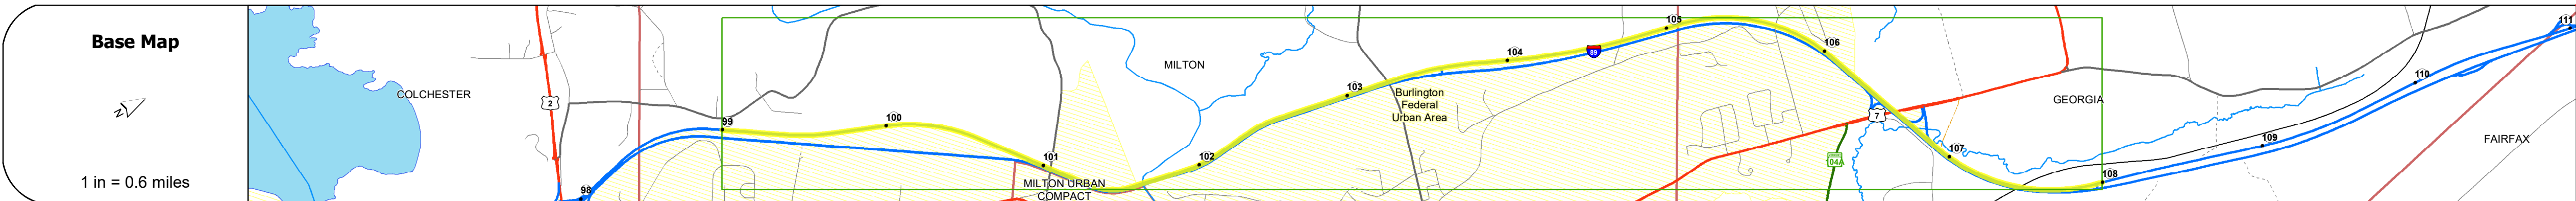 Base Map
N
1 in = 0.6 miles
COLCHESTER
2
98
99
100
101
MILTON URBAN
COMPACT
MILTON
102
103
Burlington
Federal
Urban Area
104
89
105
106
7
104A
107
GEORGIA
108
109
110
111
FAIRFAX